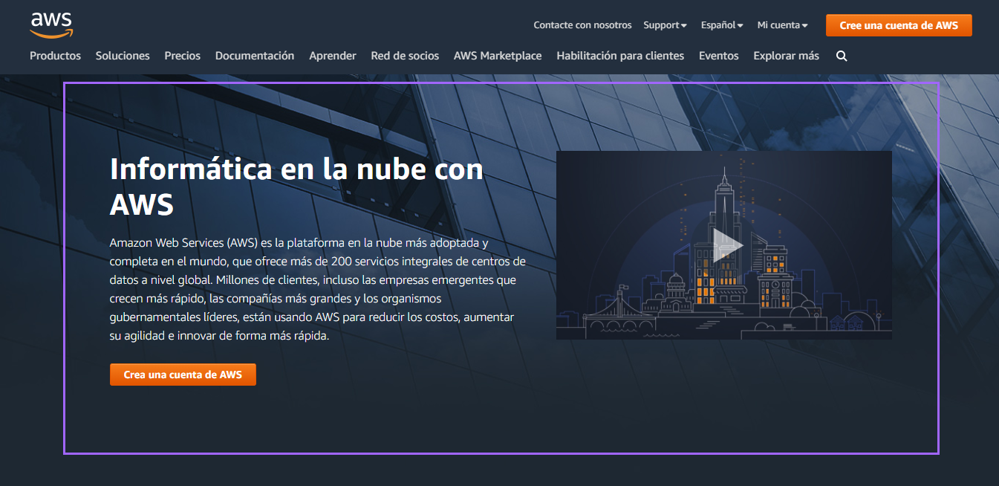 aws
Contacte con nosotros Support Español Mi cuenta Cree una cuenta de AWS
Productos Soluciones Precios Documentación Aprender Red de socios AWS Marketplace Habilitación para clientes Eventos Explorar más
Informática en la nube con
AWS
Amazon Web Services (AWS) es la plataforma en la nube más adoptada y
completa en el mundo, que ofrece más de 200 servicios integrales de centros de
datos a nivel global. Millones de clientes, incluso las empresas emergentes que
crecen más rápido, las compañías más grandes y los organismos
gubernamentales líderes, están usando AWS para reducir los costos, aumentar
su agilidad e innovar de forma más rápida.
Crea una cuenta de AWS